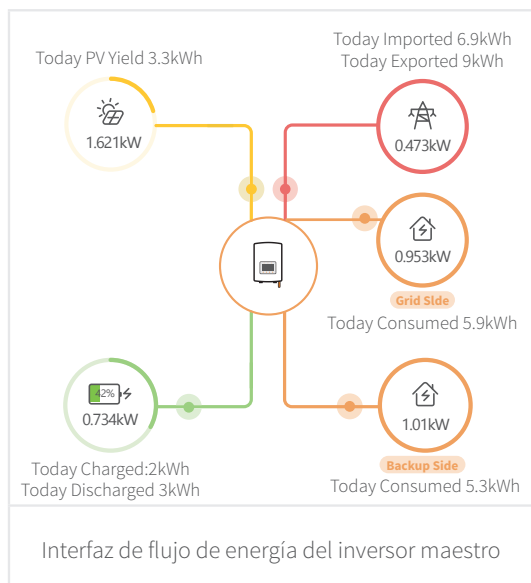 Today PV Yield 3.3kWh
1.621kW
Today Imported 6.9kWh
Today Exported 9kWh
0.473kW
0.953kW
Grid SIde
Today Consumed 5.9kWh
42%
0.734kW
Today Charged:2kWh
Today Discharged 3kWh
1.01kW
Backup Side
Today Consumed 5.3kWh
Interfaz de flujo de energía del inversor maestro